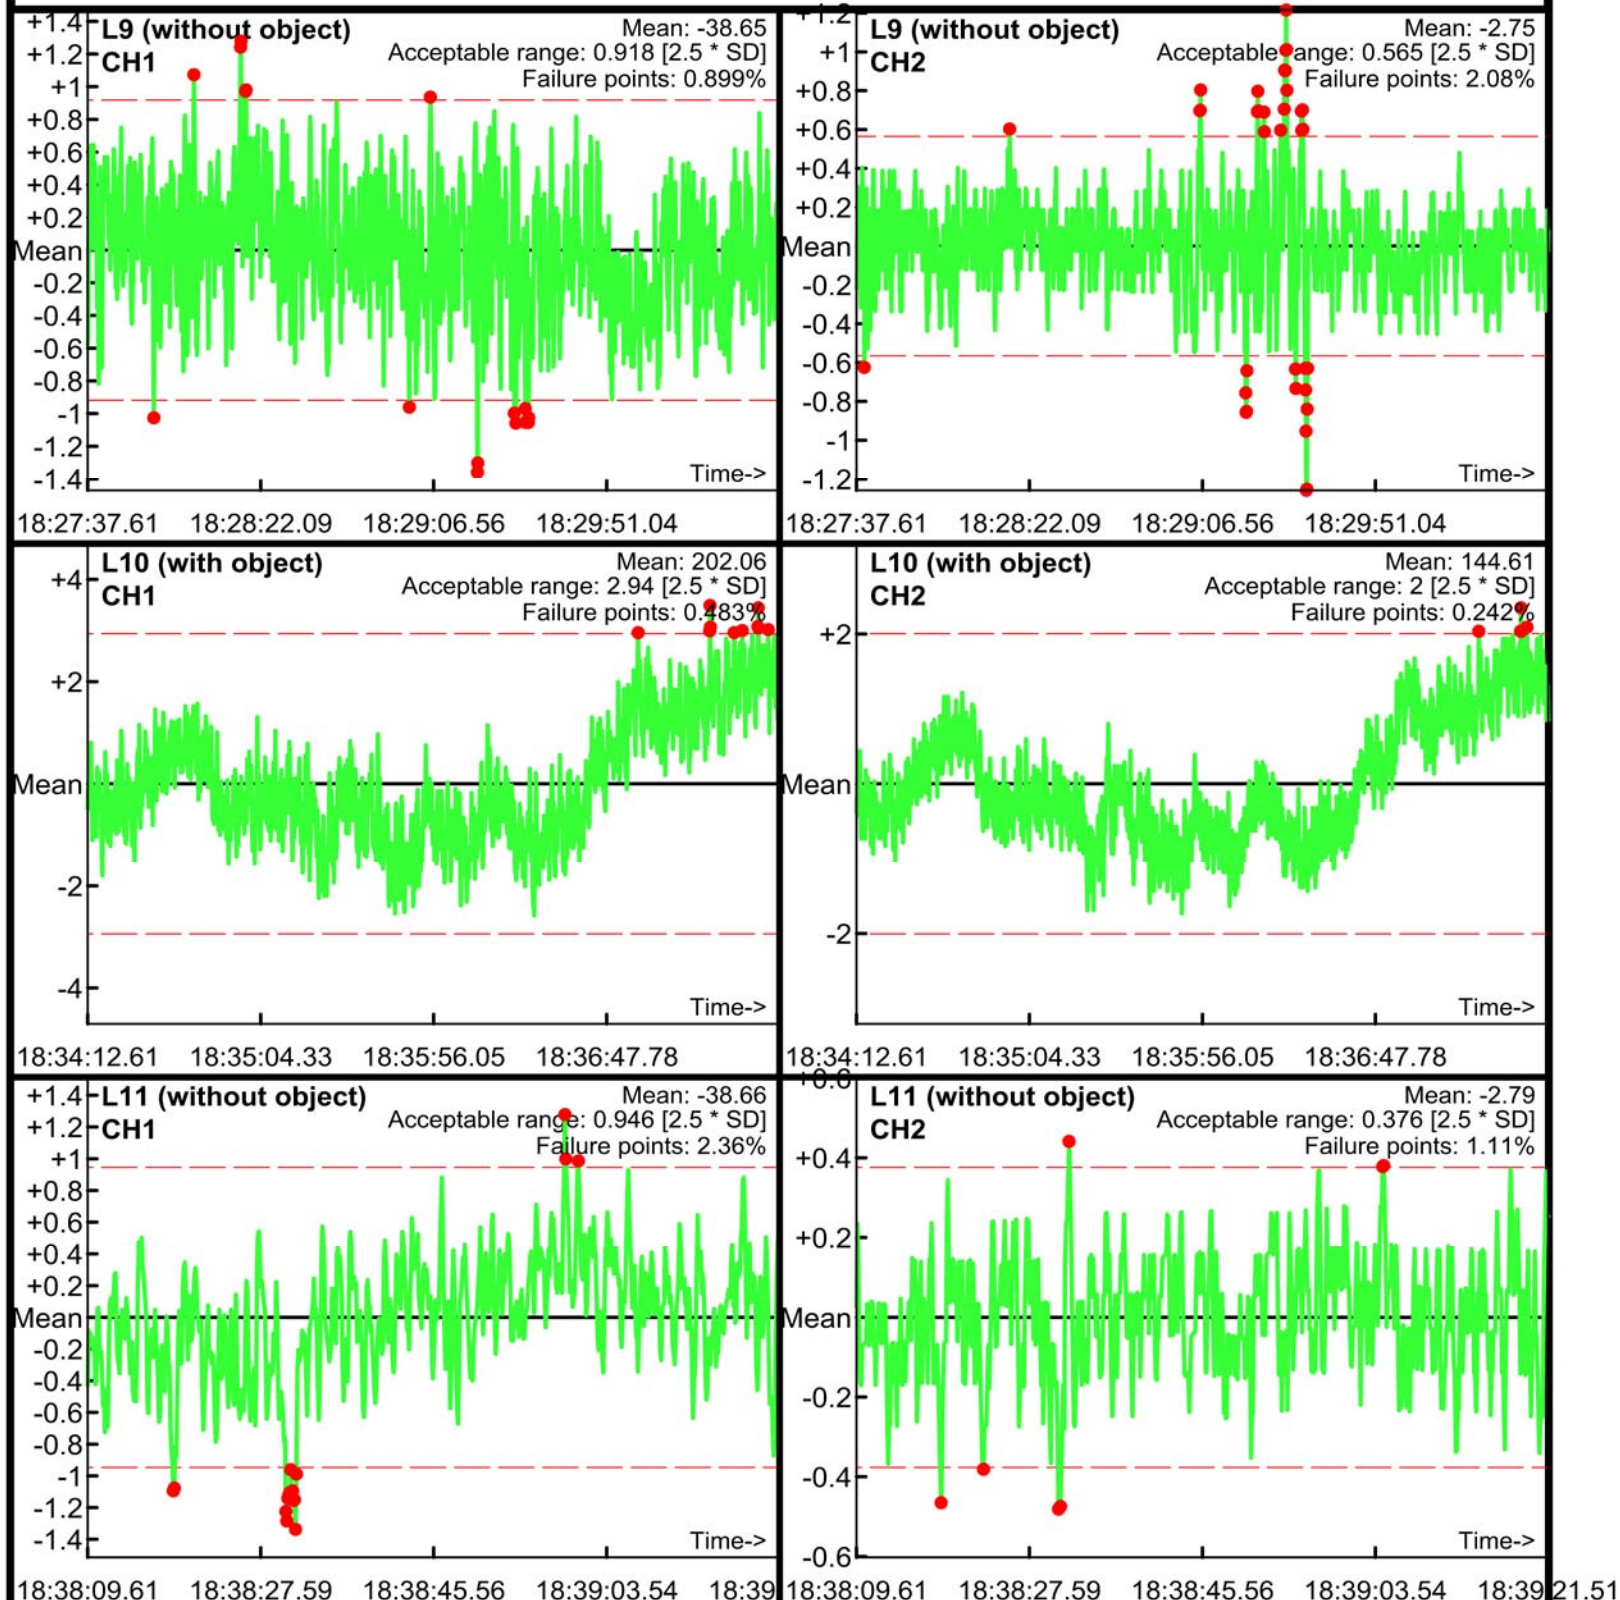 +1.4
+1.2
+1
+0.8
+0.6
+0.4
+0.2
Mean
-0.2
-0.4
-0.6
-0.8
-1
-1.2
-1.4
L9 (without object)
CH1
Mean: -38.65
Acceptable range: 0.918 [2.5 * SD]
Failure points: 0.899%
Time->
18:27:37.61 18:28:22.09 18:29:06.56 18:29:51.04
+1.2
+1
+0.8
+0.6
+0.4
+0.2
Mean
-0.2
-0.4
-0.6
-0.8
-1
-1.2
L9 (without object)
CH2
Mean: -2.75
Acceptable range: 0.565 [2.5 * SD]
Failure points: 2.08%
Time->
18:27:37.61 18:28:22.09 18:29:06.56 18:29:51.04
+4
+2
Mean
-2
-4
L10 (with object)
CH1
Mean: 202.06
Acceptable range: 2.94 [2.5 * SD]
Failure points: 0.483%
Time->
18:34:12.61 18:35:04.33 18:35:56.05 18:36:47.78
+2
Mean
-2
L10 (with object)
CH2
Mean: 144.61
Acceptable range: 2 [2.5 * SD]
Failure points: 0.242%
Time->
18:34:12.61 18:35:04.33 18:35:56.05 18:36:47.78
+1.4
+1.2
+1
+0.8
+0.6
+0.4
+0.2
Mean
-0.2
-0.4
-0.6
-0.8
-1
-1.2
-1.4
L11 (without object)
CH1
Mean: -38.66
Acceptable range: 0.946 [2.5 * SD]
Failure points: 2.36%
Time->
18:38:09.61 18:38:27.59 18:38:45.56 18:39:03.54 18:39
+0.6
+0.4
+0.2
Mean
-0.2
-0.4
-0.6
L11 (without object)
CH2
Mean: -2.79
Acceptable range: 0.376 [2.5 * SD]
Failure points: 1.11%
Time->
18:38:09.61 18:38:27.59 18:38:45.56 18:39:03.54 18:39:21.51